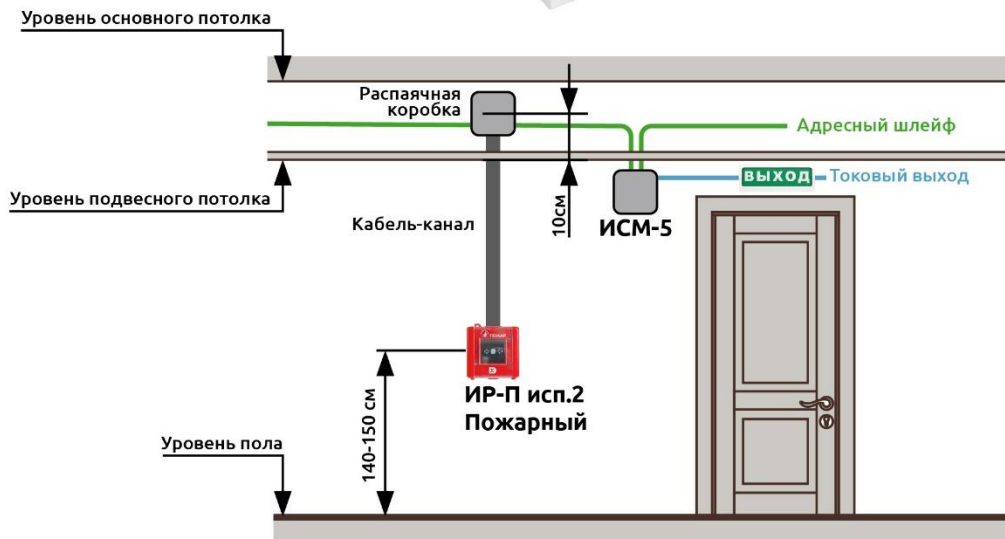 Уровень основного потолка
Распаячная
коробка
Адресный шлейф
ВЫХОД
Токовый выход
Уровень подвесного потолка
Кабель-канал
10см
ИСМ-5
ПОЖАР
ИР-П исп.2
Пожарный
140-150 см
Уровень пола